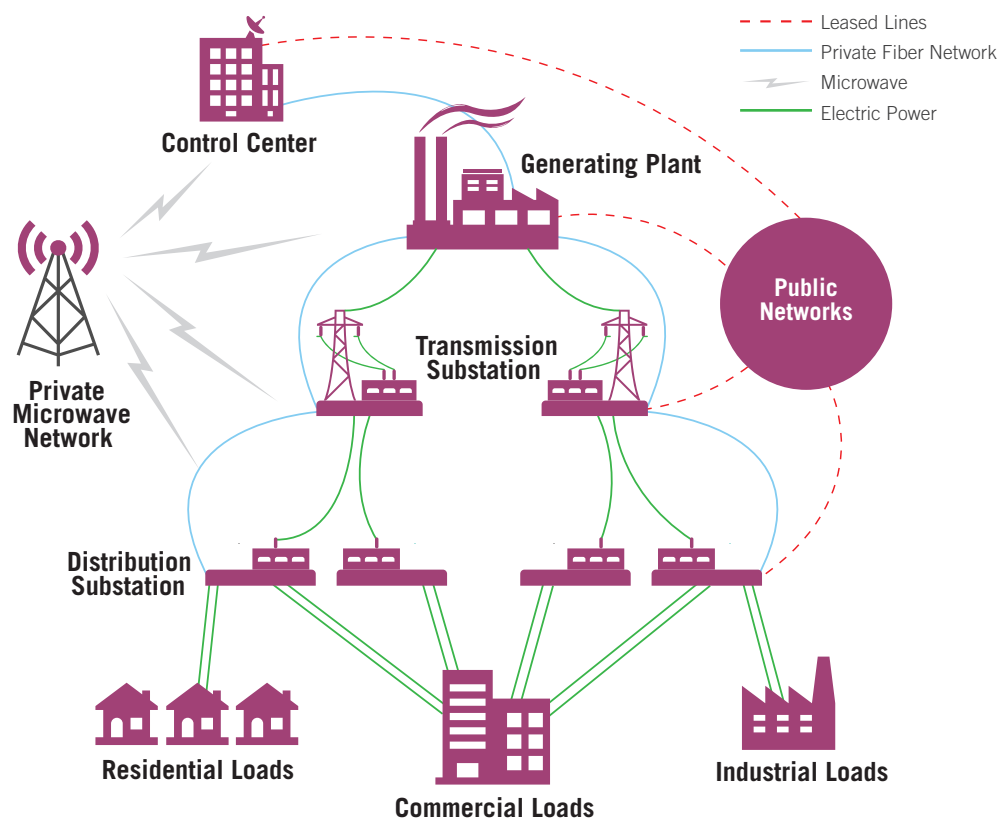 Leased Lines
Private Fiber Network
Microwave
Electric Power
Control Center
Generating Plant
Public
Networks
Transmission
Substation
Private
Microwave
Network
Distribution
Substation
Residential Loads
Commercial Loads
Industrial Loads